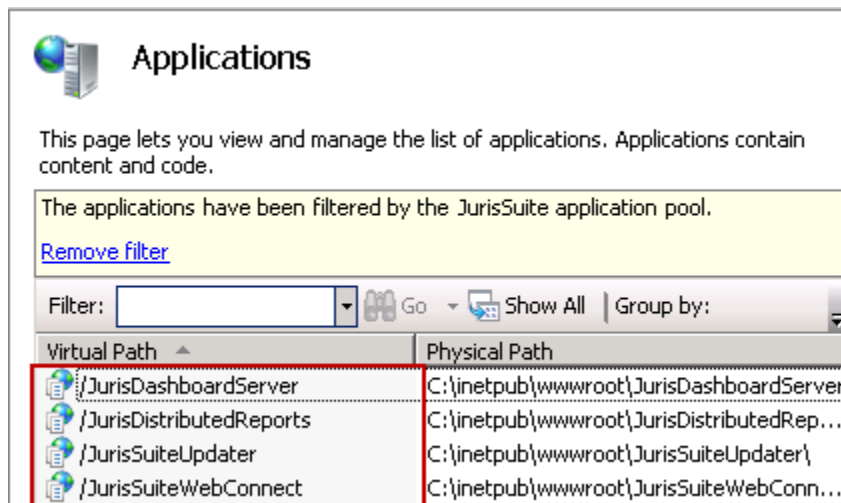 Applications
This page lets you view and manage the list of applications. Applications contain
content and code.
The applications have been filtered by the JurisSuite application pool.
Remove filter
Filter: Go Show All Group by:
Virtual Path Physical Path
/JurisDashboardServer C:\inetpub\wwwroot\JurisDashboardServer
/JurisDistributedReports C:\inetpub\wwwroot\JurisDistributedRep...
/JurisSuiteUpdater C:\inetpub\wwwroot\JurisSuiteUpdater\
/JurisSuiteWebConnect C:\inetpub\wwwroot\JurisSuiteWebConn...